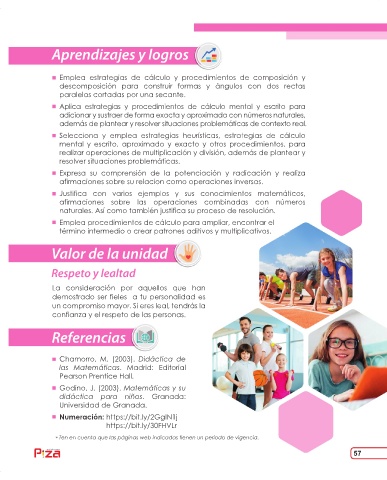 Aprendizajes y logros
Emplea estrategias de cálculo y procedimientos de composición y
descomposición para construir formas y ángulos con dos rectas
paralelas cortadas por una secante.
Aplica estrategias y procedimientos de cálculo mental y escrito para
adicionar y sustraer de forma exacta y aproximada con números naturales,
además de plantear y resolver situaciones problemáticas de contexto real.
Selecciona y emplea estrategias heurísticas, estrategias de cálculo
mental y escrito, aproximado y exacto y otros procedimientos, para
realizar operaciones de multiplicación y división, además de plantear y
resolver situaciones problemáticas.
Expresa su comprensión de la potenciación y radicación y realiza
afirmaciones sobre su relacion como operaciones inversas.
Justifica con varios ejemplos y sus conocimientos matemáticos,
afirmaciones sobre las operaciones combinadas con números
naturales. Así como también justifica su proceso de resolución.
Emplea procedimientos de cálculo para ampliar, encontrar el
término intermedio o crear patrones aditivos y multiplicativos.
Valor de la unidad
Respeto y lealtad
La consideración por aquellos que han
demostrado ser fieles a tu personalidad es
un compromiso mayor. Si eres leal, tendrás la
confianza y el respeto de las personas.
Referencias
Chamorro, M. (2003). Didáctica de
las Matemáticas. Madrid: Editorial
Pearson Prentice Hall.
Godino, J. (2003). Matemáticas y su
didáctica para niños. Granada:
Universidad de Granada.
Numeración: https://bit.ly/2GglN1j
https://bit.ly/30FHVLr
• Ten en cuenta que las páginas web indicadas tienen un período de vigencia.
57